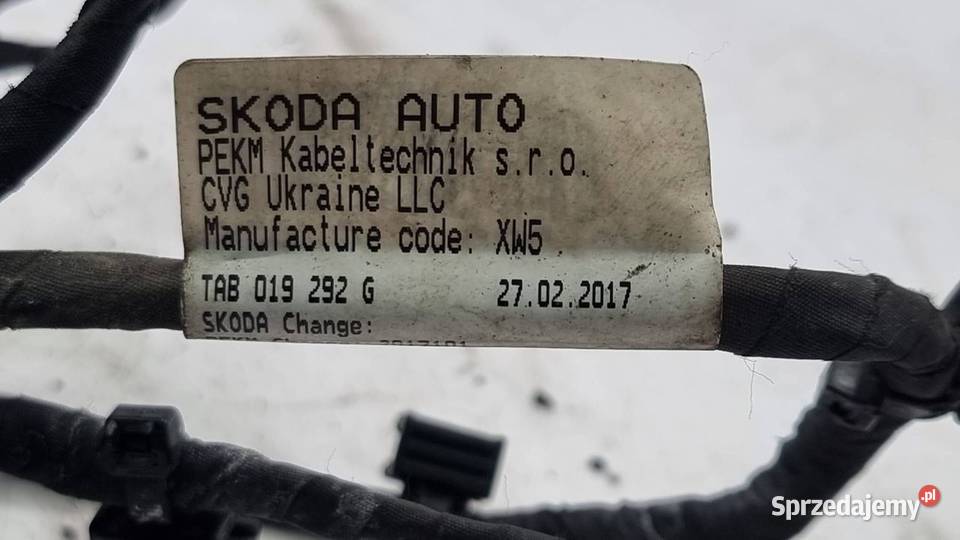 SKODA AUTO
PEKM Kabeltechnik s.r.o.
CVG Ukraine LLC
Manufacture code: XW5
TAB 019 292 G 27.02.2017
SKODA Change:
Sprzedajemy.pl